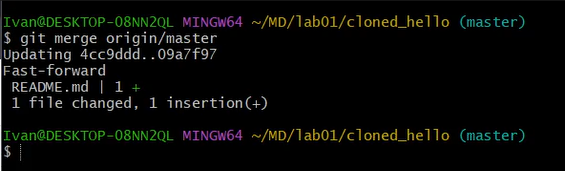 Ivan@DESKTOP-08NN2QL MINGW64 ~/MD/lab01/cloned_hello (master)
$ git merge origin/master
Updating 4cc9ddd..09a7f97
Fast-forward
 README.md | 1 +
 1 file changed, 1 insertion(+)
Ivan@DESKTOP-08NN2QL MINGW64 ~/MD/lab01/cloned_hello (master)
$